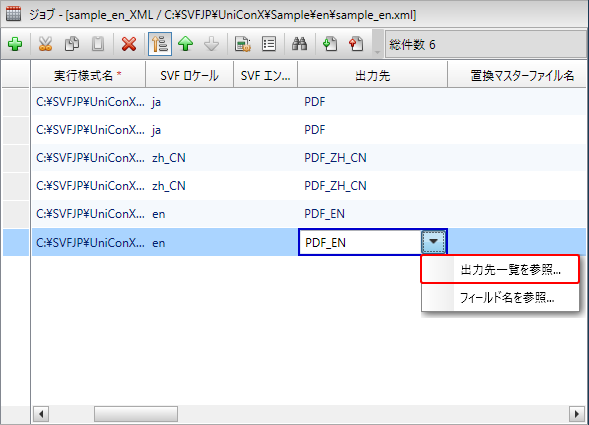 ジョブ - [sample_en_XML / C:¥SVFJP¥UniConX¥Sample¥en¥sample_en.xml]
総件数 6
実行様式名 * SVF ロケール SVF エン... 出力先 置換マスターファイル名
C:¥SVFJP¥UniConX... ja PDF
C:¥SVFJP¥UniConX... ja PDF
C:¥SVFJP¥UniConX... zh_CN PDF_ZH_CN
C:¥SVFJP¥UniConX... zh_CN PDF_ZH_CN
C:¥SVFJP¥UniConX... en PDF_EN
C:¥SVFJP¥UniConX... en PDF_EN
出力先一覧を参照...
フィールド名を参照...